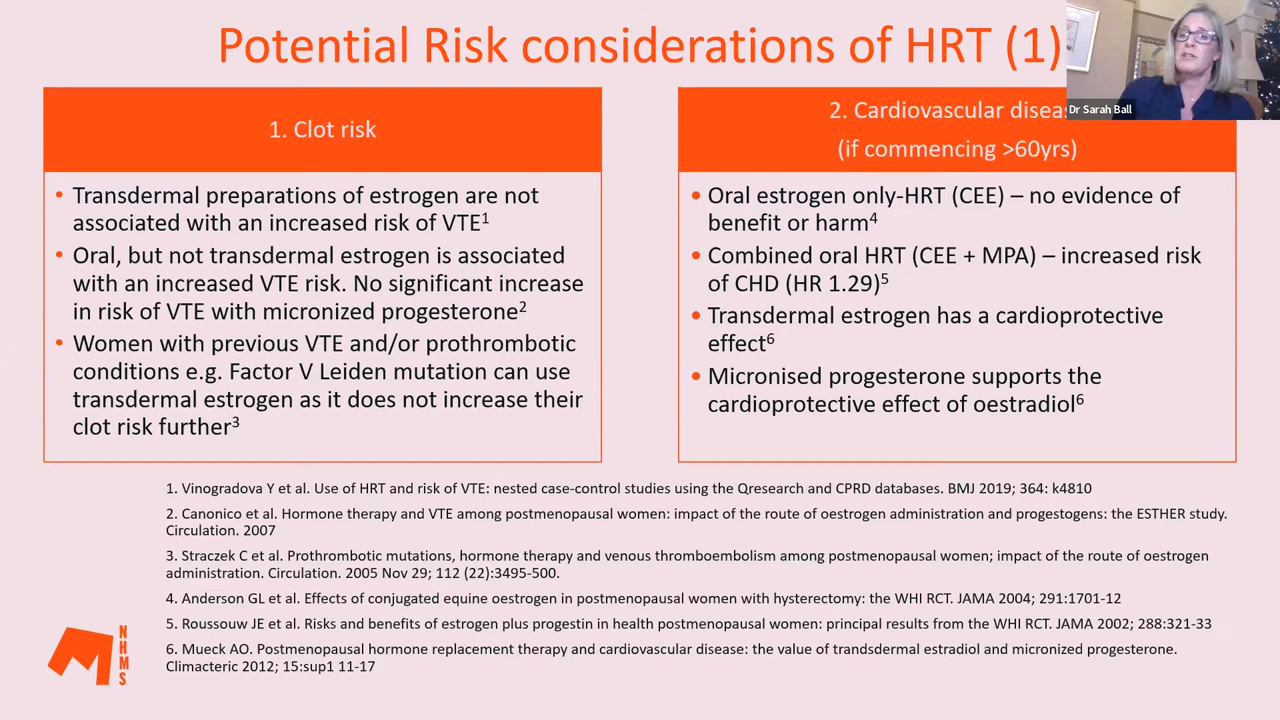 Potential Risk considerations of HRT (1)
Dr Sarah Ball
1. Clot risk
• Transdermal preparations of estrogen are not
associated with an increased risk of VTE1
• Oral, but not transdermal estrogen is associated
with an increased VTE risk. No significant increase
in risk of VTE with micronized progesterone2
• Women with previous VTE and/or prothrombotic
conditions e.g. Factor V Leiden mutation can use
transdermal estrogen as it does not increase their
clot risk further3
2. Cardiovascular diseas
(if commencing >60yrs)
• Oral estrogen only-HRT (CEE) – no evidence of
benefit or harm4
• Combined oral HRT (CEE + MPA) – increased risk
of CHD (HR 1.29)5
• Transdermal estrogen has a cardioprotective
effect6
• Micronised progesterone supports the
cardioprotective effect of oestradiol6
1. Vinogradova Y et al. Use of HRT and risk of VTE: nested case-control studies using the Qresearch and CPRD databases. BMJ 2019; 364: k4810
2. Canonico et al. Hormone therapy and VTE among postmenopausal women: impact of the route of oestrogen administration and progestogens: the ESTHER study.
Circulation. 2007
3. Straczek C et al. Prothrombotic mutations, hormone therapy and venous thromboembolism among postmenopausal women; impact of the route of oestrogen
administration. Circulation. 2005 Nov 29; 112 (22):3495-500.
4. Anderson GL et al. Effects of conjugated equine oestrogen in postmenopausal women with hysterectomy: the WHI RCT. JAMA 2004; 291:1701-12
5. Roussouw JE et al. Risks and benefits of estrogen plus progestin in health postmenopausal women: principal results from the WHI RCT. JAMA 2002; 288:321-33
6. Mueck AO. Postmenopausal hormone replacement therapy and cardiovascular disease: the value of trandsdermal estradiol and micronized progesterone.
Climacteric 2012; 15:sup1 11-17
NHMS